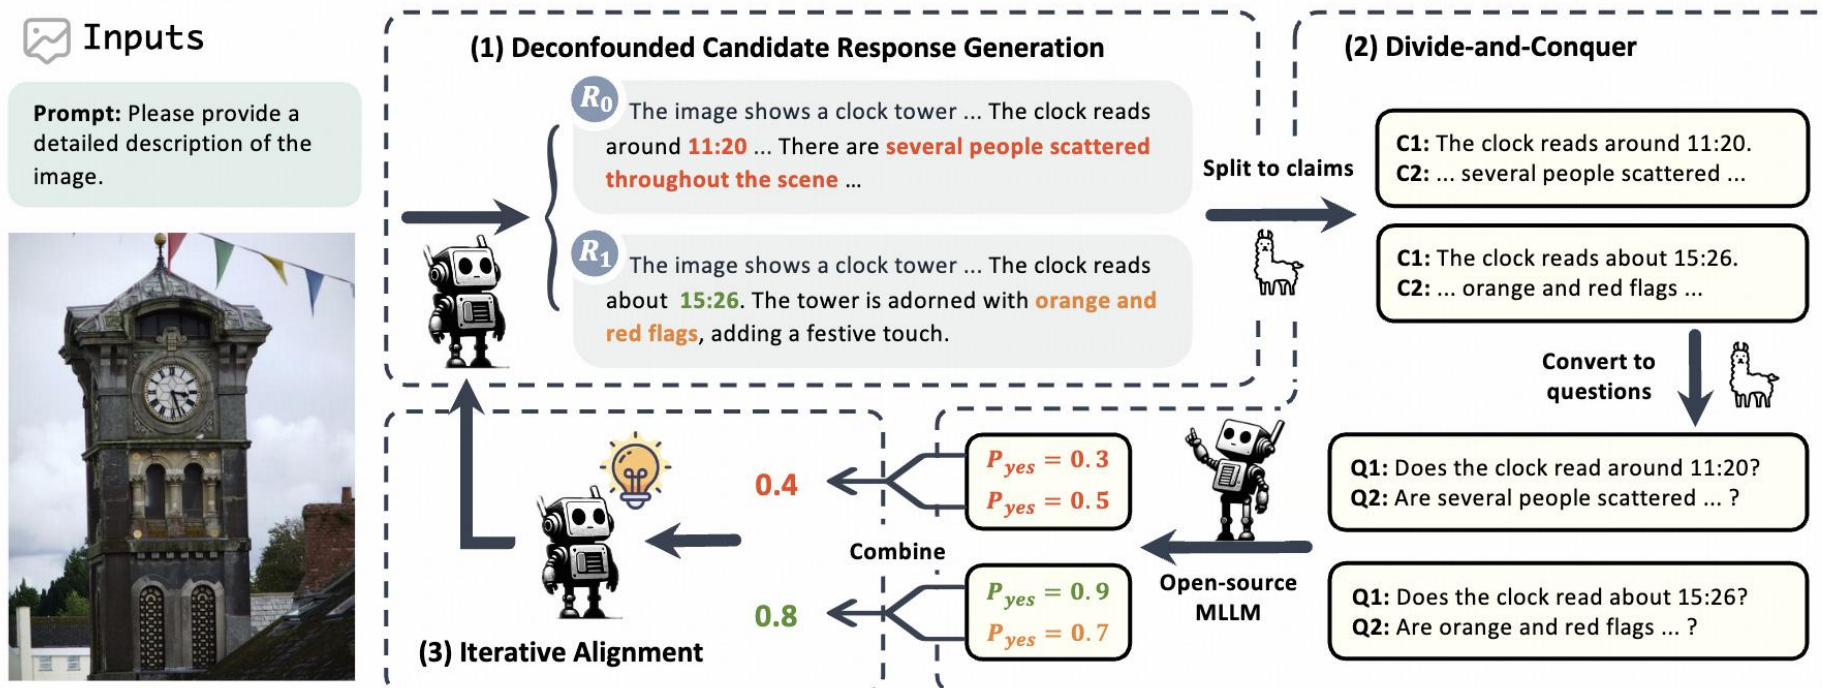 Inputs
Prompt: Please provide a
detailed description of the
image.
(1) Deconfounded Candidate Response Generation
R0
The image shows a clock tower ... The clock reads
around 11:20 ... There are several people scattered
throughout the scene ...
R1
The image shows a clock tower ... The clock reads
about 15:26. The tower is adorned with orange and
red flags, adding a festive touch.
Split to claims
(2) Divide-and-Conquer
C1: The clock reads around 11:20.
C2: ... several people scattered ...
C1: The clock reads about 15:26.
C2: ... orange and red flags ...
Convert to
questions
Q1: Does the clock read around 11:20?
Q2: Are several people scattered ... ?
Q1: Does the clock read about 15:26?
Q2: Are orange and red flags ... ?
Open-source
MLLM
Pyes = 0.3
Pyes = 0.5
Pyes = 0.9
Pyes = 0.7
Combine
0.4
0.8
(3) Iterative Alignment